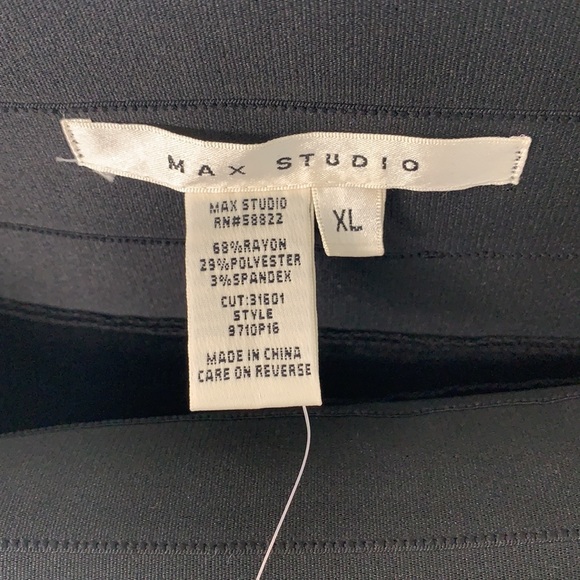 MAX STUDIO
XL
MAX STUDIO
RN#58822
68%RAYON
29%POLYESTER
3%SPANDEX
CUT:31601
STYLE
9710P16
MADE IN CHINA
CARE ON REVERSE